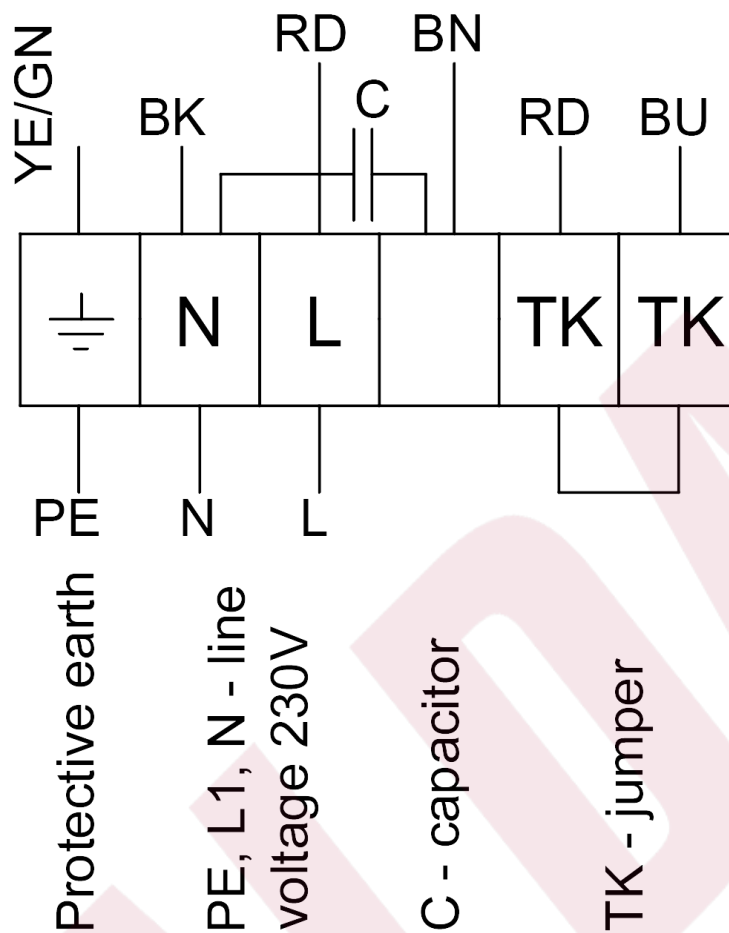 YE/GN
BK
RD
C
BN
RD
BU
N
L
TK
TK
PE
N
L
Protective earth
PE, L1, N - line
voltage 230V
C - capacitor
TK - jumper